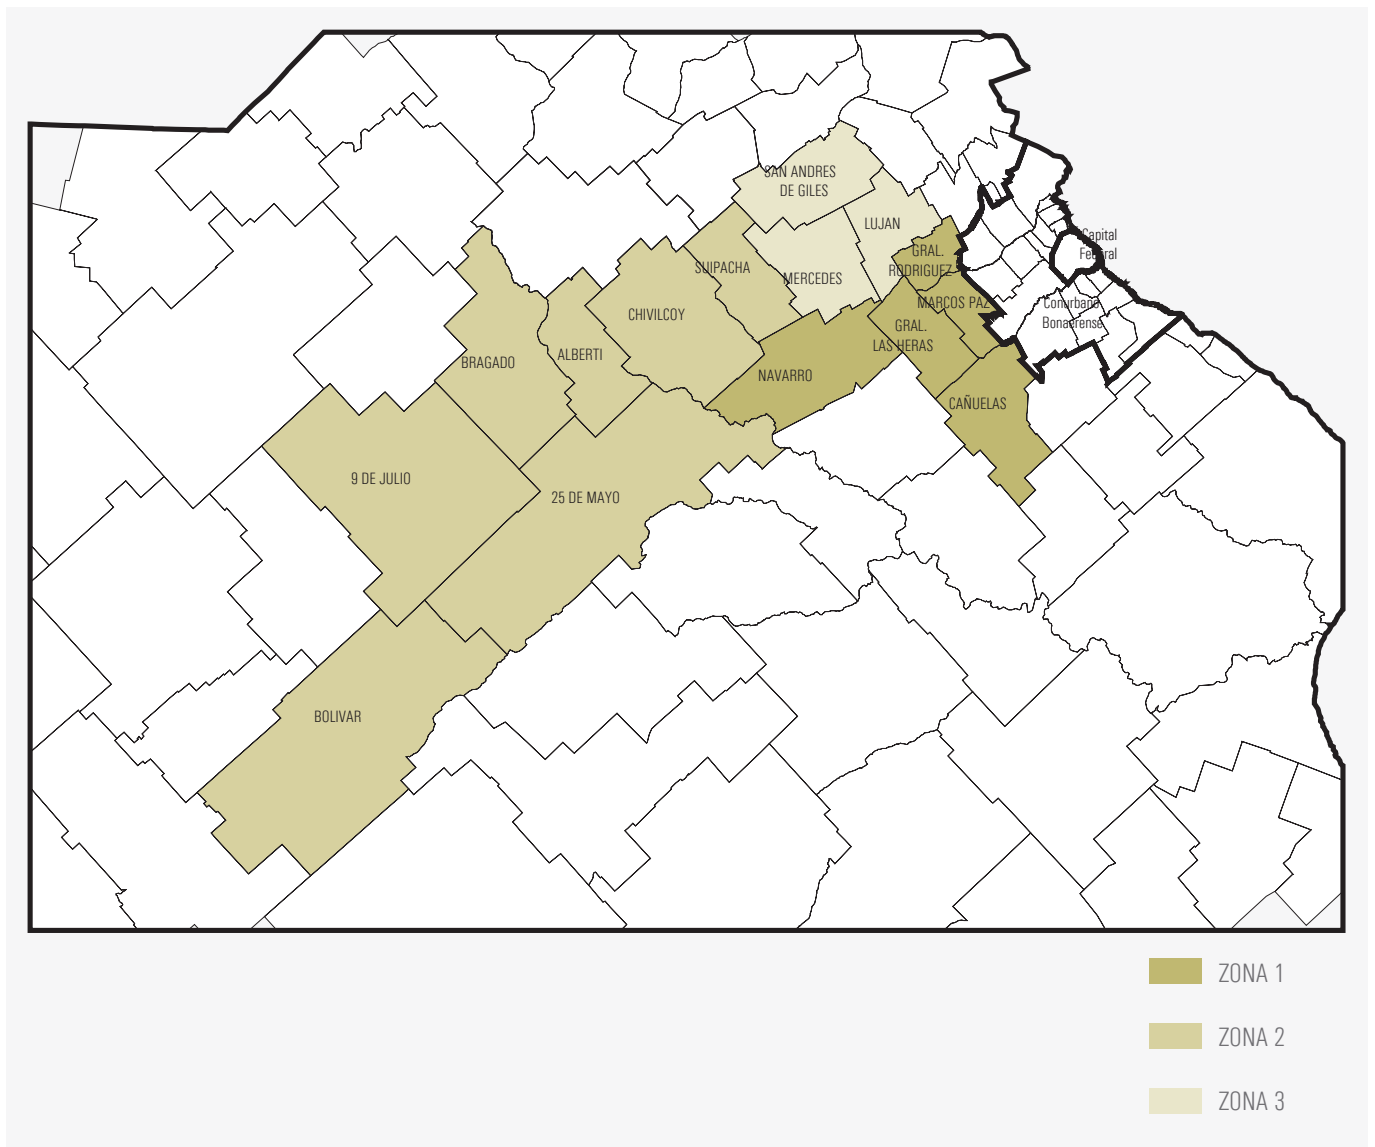 SAN ANDRES
DE GILES
LUJAN
Capital
Federal
GRAL.
RODRIGUEZ
SUIPACHA
MERCEDES
MARCOS PAZ
Conurbano
Bonaerense
CHIVILCOY
GRAL.
LAS HERAS
ALBERTI
BRAGADO
NAVARRO
CAÑUELAS
9 DE JULIO
25 DE MAYO
BOLIVAR
ZONA 1
ZONA 2
ZONA 3